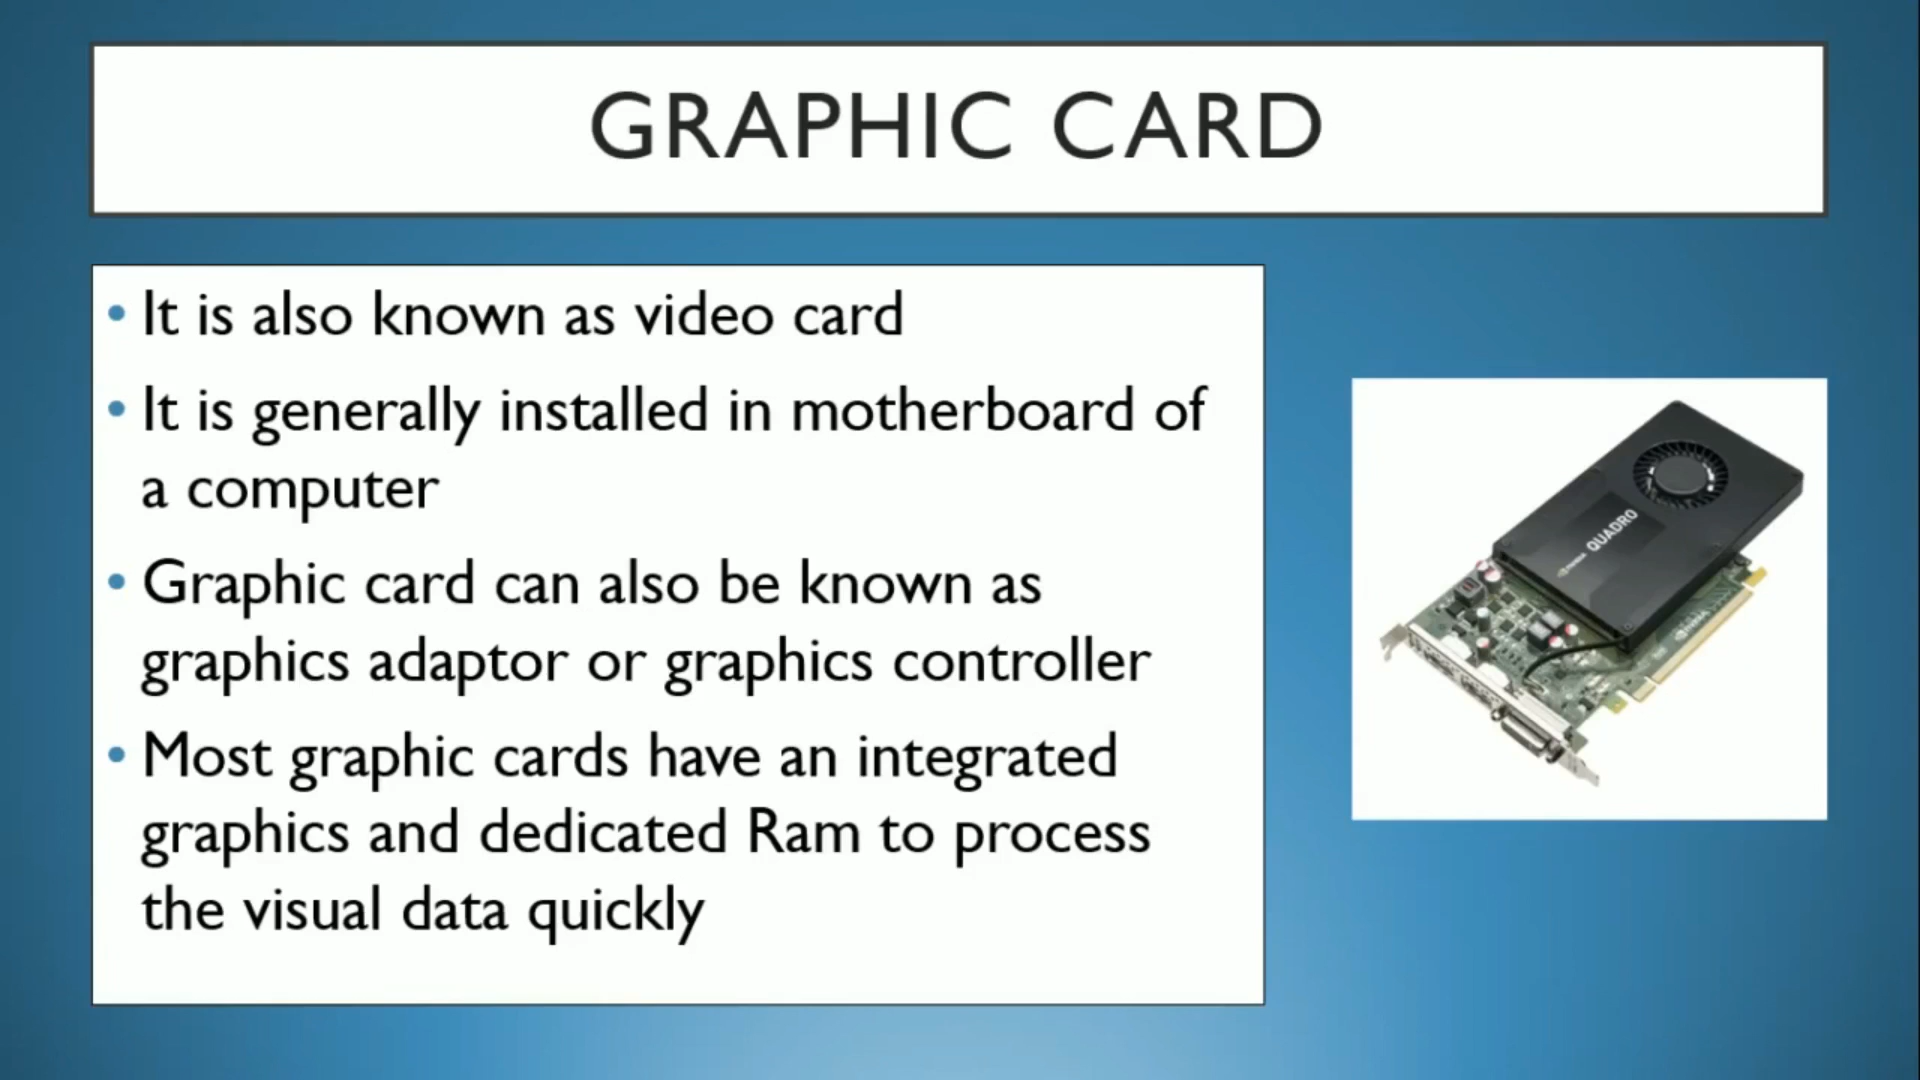 GRAPHIC CARD
• It is also known as video card
• It is generally installed in motherboard of
a computer
• Graphic card can also be known as
graphics adaptor or graphics controller
• Most graphic cards have an integrated
graphics and dedicated Ram to process
the visual data quickly
NVIDIA QUADRO